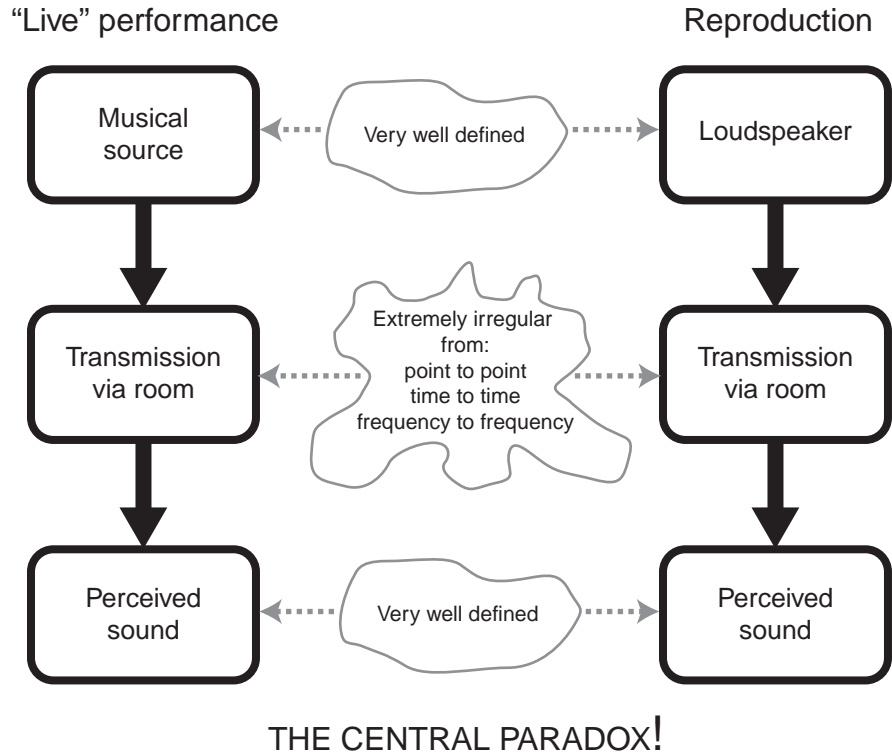 “Live” performance
Reproduction
Musical
source
Very well defined
Loudspeaker
Transmission
via room
Extremely irregular
from:
point to point
time to time
frequency to frequency
Transmission
via room
Perceived
sound
Very well defined
Perceived
sound
THE CENTRAL PARADOX!